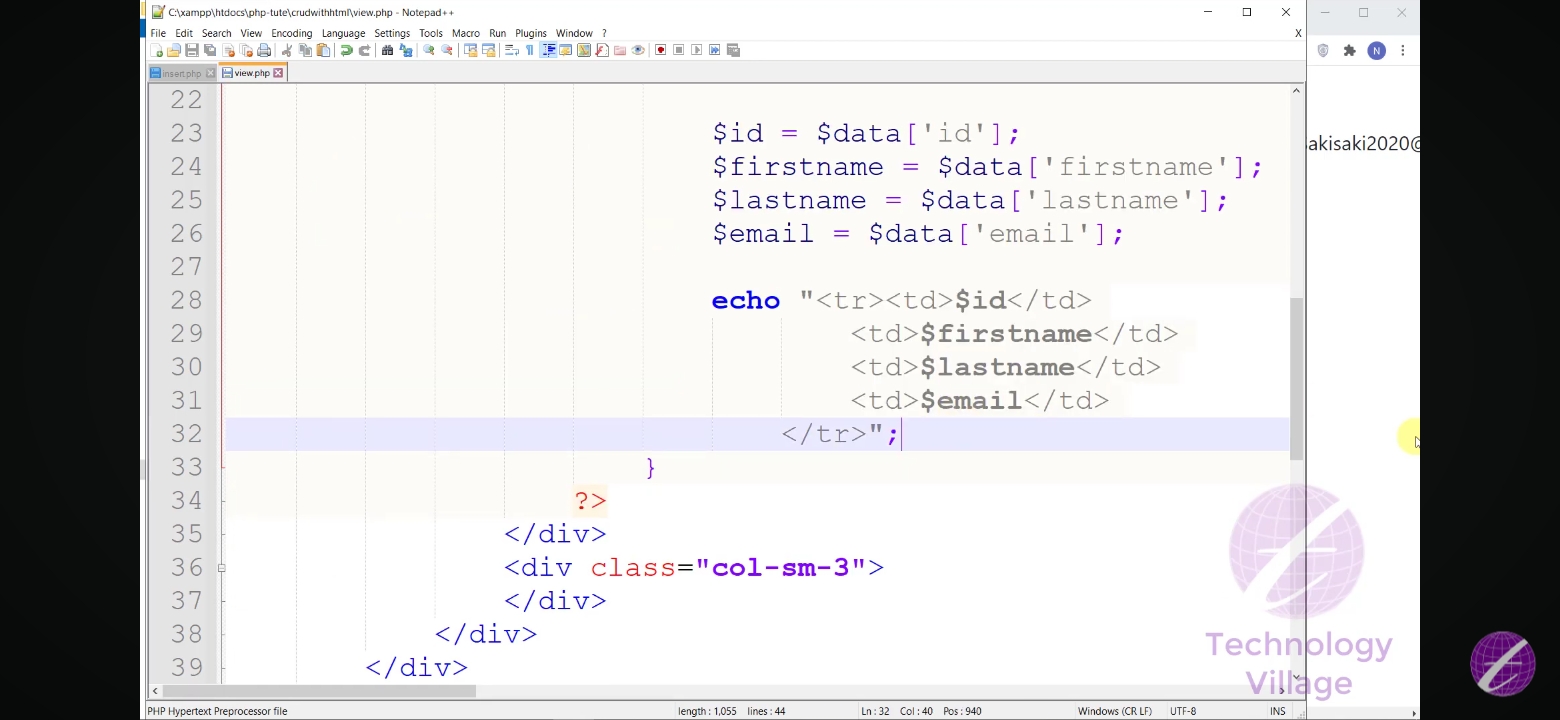 C:\xampp\htdocs\php-tute\crudwithhtml\view.php - Notepad++
File Edit Search View Encoding Language Settings Tools Macro Run Plugins Window ? X
insert.php view.php
N
22
23 $id = $data['id'];
24 $firstname = $data['firstname'];
25 $lastname = $data['lastname'];
26 $email = $data['email'];
27
28 echo "<tr><td>$id</td>
29 <td>$firstname</td>
30 <td>$lastname</td>
31 <td>$email</td>
32 </tr>";
33 }
34 ?>
35 </div>
36 <div class="col-sm-3">
37 </div>
38 </div>
39 </div>
akisaki2020@
Technology
Village
PHP Hypertext Preprocessor file length : 1,055 lines : 44 Ln : 32 Col : 40 Pos : 940 Windows (CR LF) UTF-8 INS